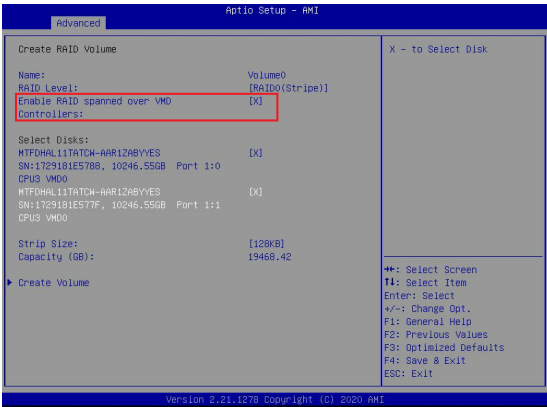 Aptio Setup – AMI
Advanced
Create RAID Volume
Name: Volume0
RAID Level: [RAID0(Stripe)]
Enable RAID spanned over VMD [X]
Controllers:
Select Disks:
MTFDHAL11TATCW-AAR1ZABYYES [X]
SN:1729181E5788, 10246.55GB Port 1:0
CPU3 VMD0
MTFDHAL11TATCW-AAR1ZABYYES [X]
SN:1729181E577F, 10246.55GB Port 1:1
CPU3 VMD0
Strip Size: [128KB]
Capacity (GB): 19468.42
Create Volume
X – to Select Disk
→←: Select Screen
↑↓: Select Item
Enter: Select
+/-: Change Opt.
F1: General Help
F2: Previous Values
F3: Optimized Defaults
F4: Save & Exit
ESC: Exit
Version 2.21.1278 Copyright (C) 2020 AMI